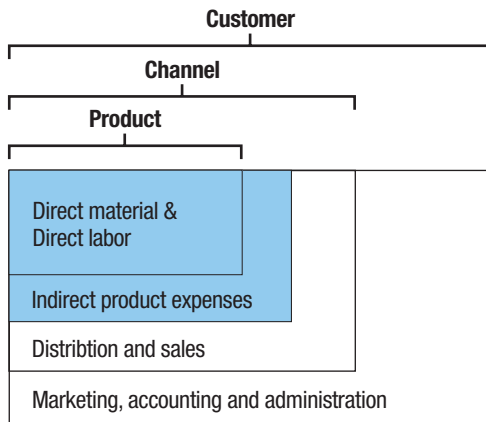 Customer
Channel
Product
Direct material &
Direct labor
Indirect product expenses
Distribtion and sales
Marketing, accounting and administration